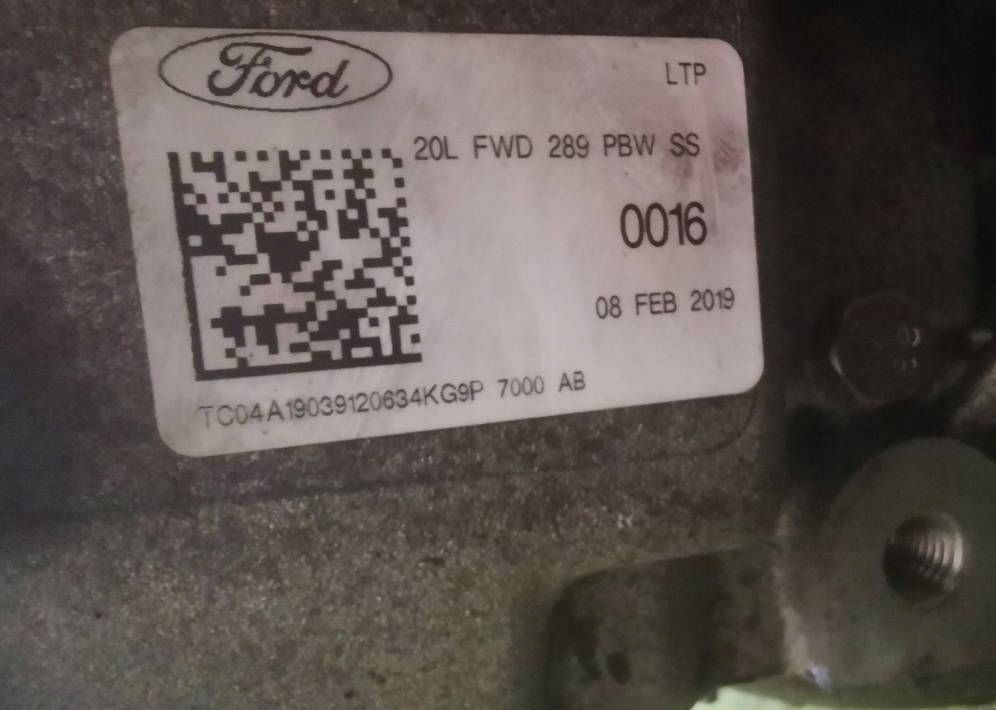 Ford
LTP
20L FWD 289 PBW SS
0016
08 FEB 2019
TC04A19039120634KG9P 7000 AB